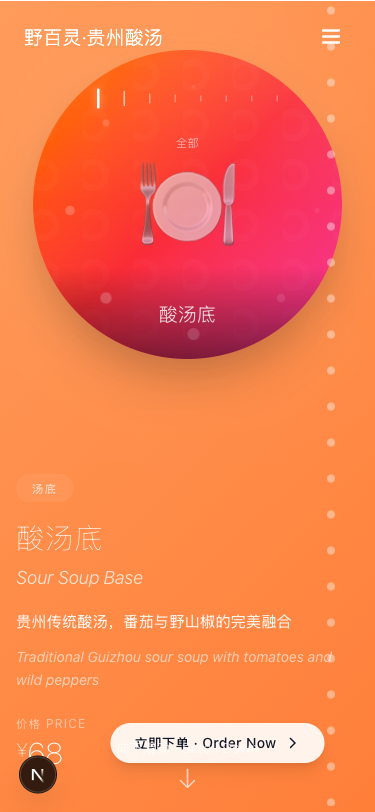 野百灵·贵州酸汤
全部
酸汤底
汤底
酸汤底
Sour Soup Base
贵州传统酸汤，番茄与野山椒的完美融合
Traditional Guizhou sour soup with tomatoes and
wild peppers
价格 PRICE
¥68
立即下单 · Order Now
N